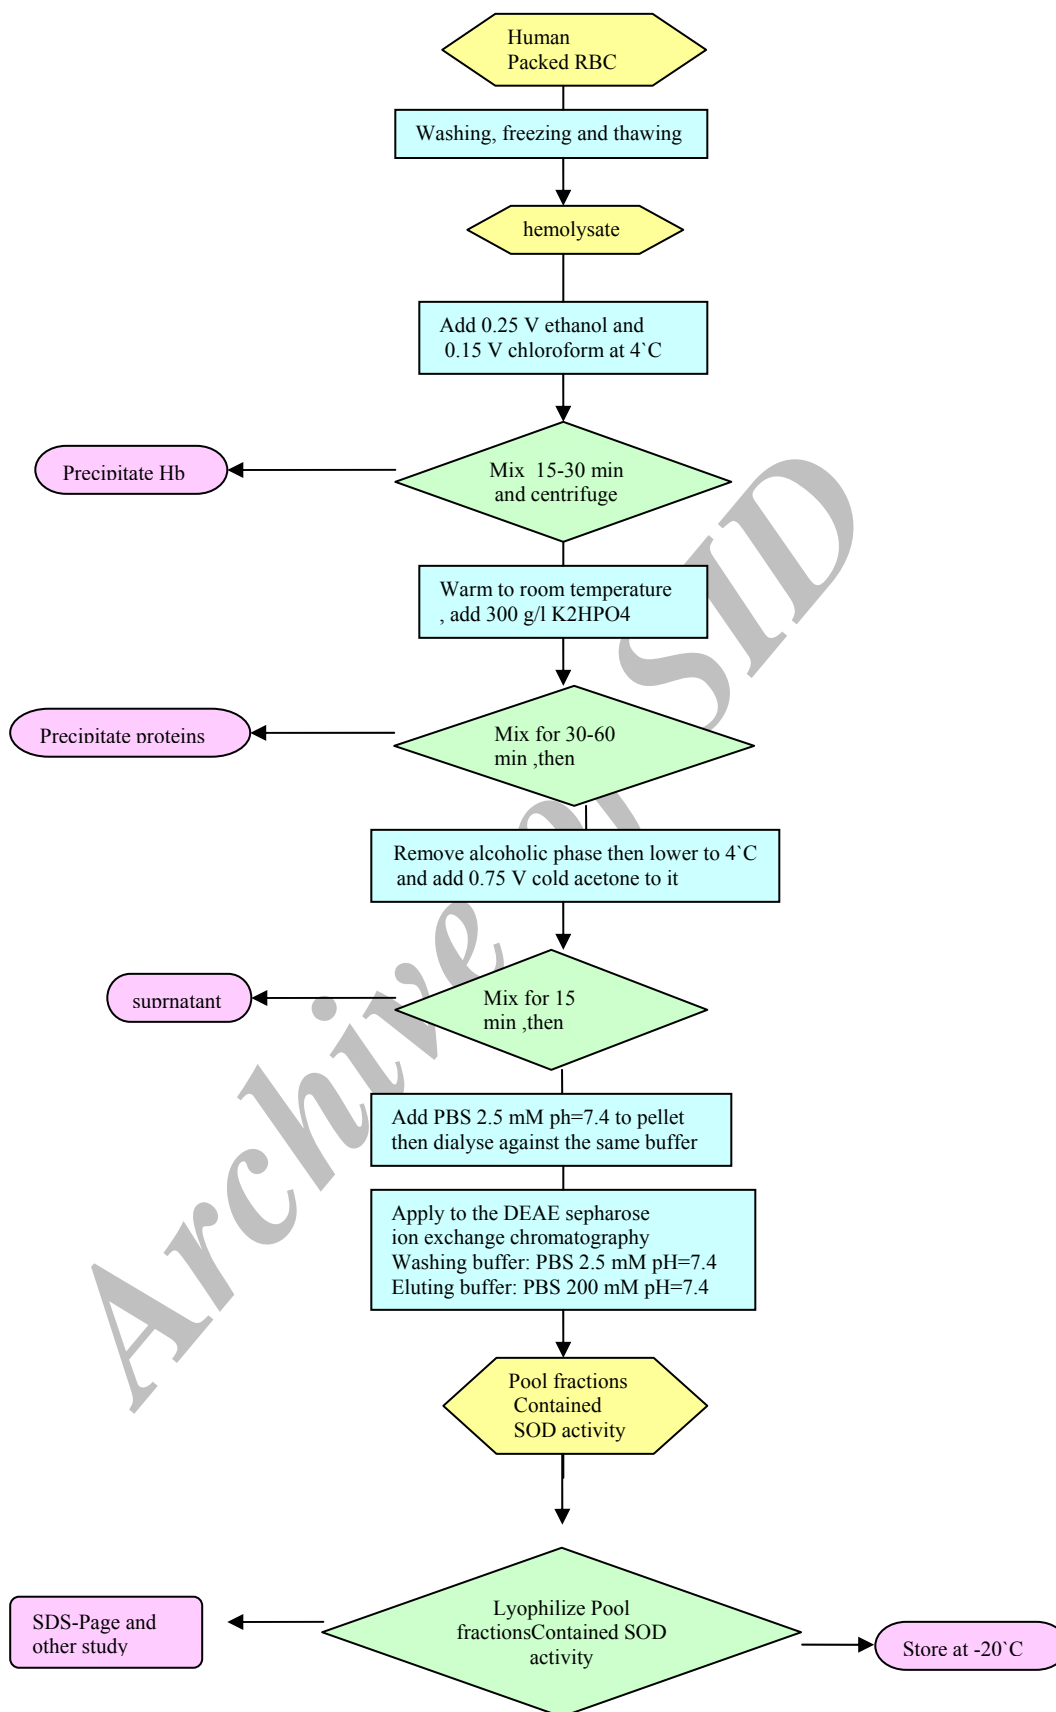 Human
Packed RBC
Washing, freezing and thawing
hemolysate
Add 0.25 V ethanol and
0.15 V chloroform at 4`C
Mix 15-30 min
and centrifuge
Precipitate Hb
Warm to room temperature
, add 300 g/l K2HPO4
Mix for 30-60
min ,then
Precipitate proteins
Remove alcoholic phase then lower to 4`C
and add 0.75 V cold acetone to it
Mix for 15
min ,then
suprnatant
Add PBS 2.5 mM ph=7.4 to pellet
then dialyse against the same buffer
Apply to the DEAE sepharose
ion exchange chromatography
Washing buffer: PBS 2.5 mM pH=7.4
Eluting buffer: PBS 200 mM pH=7.4
Pool fractions
Contained
SOD activity
Lyophilize Pool
fractionsContained SOD
activity
SDS-Page and
other study
Store at -20`C
Archive of SID